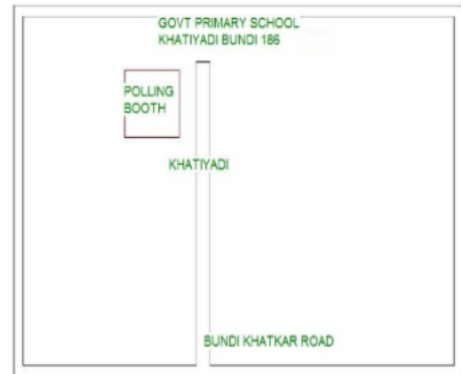 GOVT PRIMARY SCHOOL
KHATIYADI BUNDI 186
POLLING
BOOTH
KHATIYADI
BUNDI KHATKAR ROAD